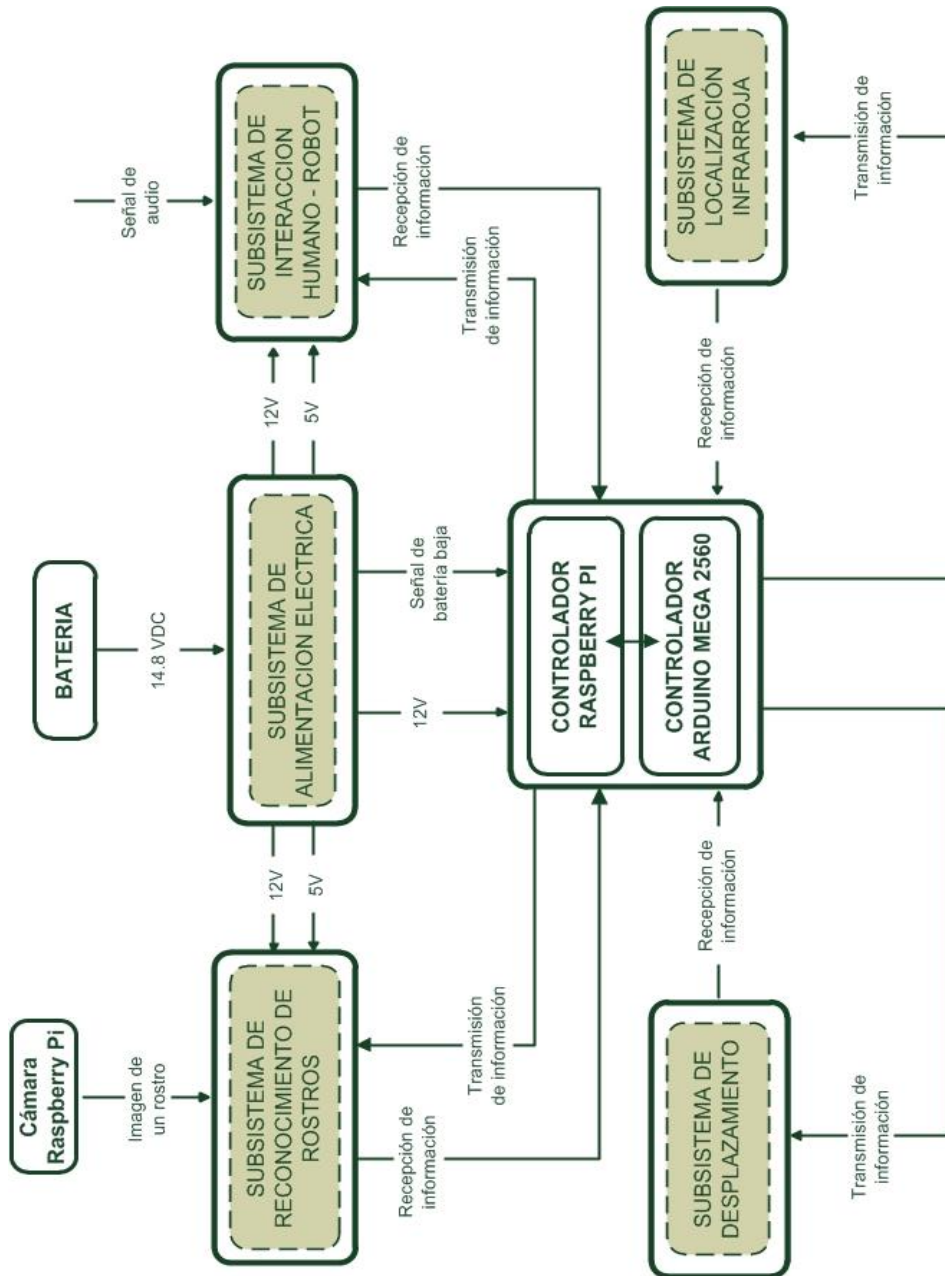 Cámara
Raspberry Pi
BATERIA
Imagen de
un rostro
14.8 VDC
Señal de
audio
SUBSISTEMA DE
RECONOCIMIENTO DE
ROSTROS
12V
5V
SUBSISTEMA DE
ALIMENTACION ELECTRICA
12V
5V
SUBSISTEMA DE
INTERACCION
HUMANO - ROBOT
Recepción de
información
Transmisión
de información
12V
Señal de
batería baja
Transmisión
de información
Recepción de
información
CONTROLADOR
RASPBERRY PI
CONTROLADOR
ARDUINO MEGA 2560
SUBSISTEMA DE
DESPLAZAMIENTO
Recepción de
información
Recepción de
información
SUBSISTEMA DE
LOCALIZACIÓN
INFRARROJA
Transmisión de
información
Transmisión de
información